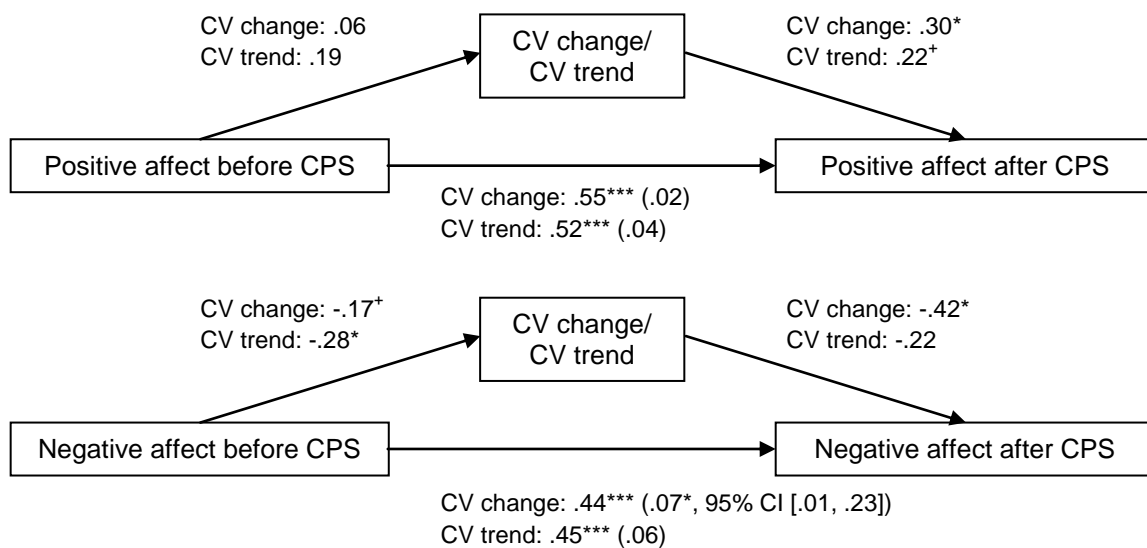 CV change: .06
CV trend: .19
CV change/
CV trend
CV change: .30*
CV trend: .22+
Positive affect before CPS
Positive affect after CPS
CV change: .55*** (.02)
CV trend: .52*** (.04)
CV change: -.17+
CV trend: -.28*
CV change/
CV trend
CV change: -.42*
CV trend: -.22
Negative affect before CPS
Negative affect after CPS
CV change: .44*** (.07*, 95% CI [.01, .23])
CV trend: .45*** (.06)